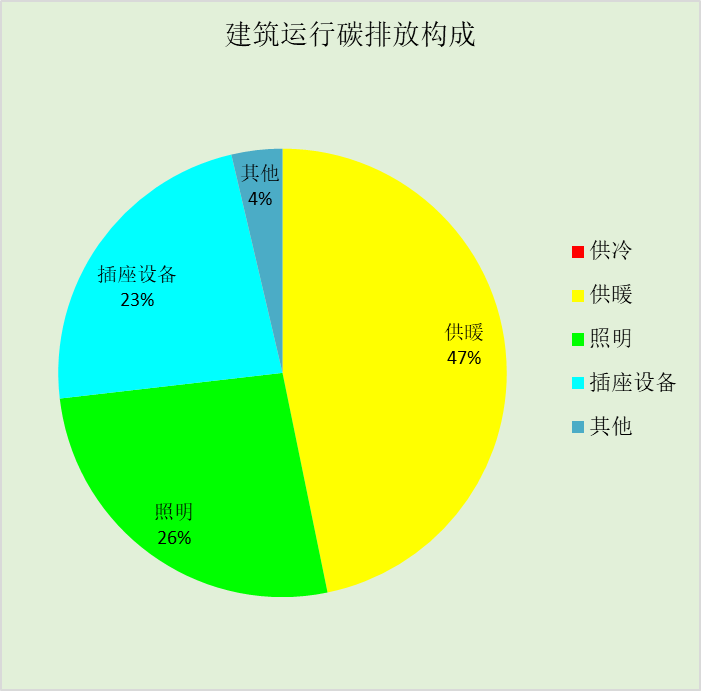 建筑运行碳排放构成
其他
4%
插座设备
23%
供暖
47%
照明
26%
供冷
供暖
照明
插座设备
其他